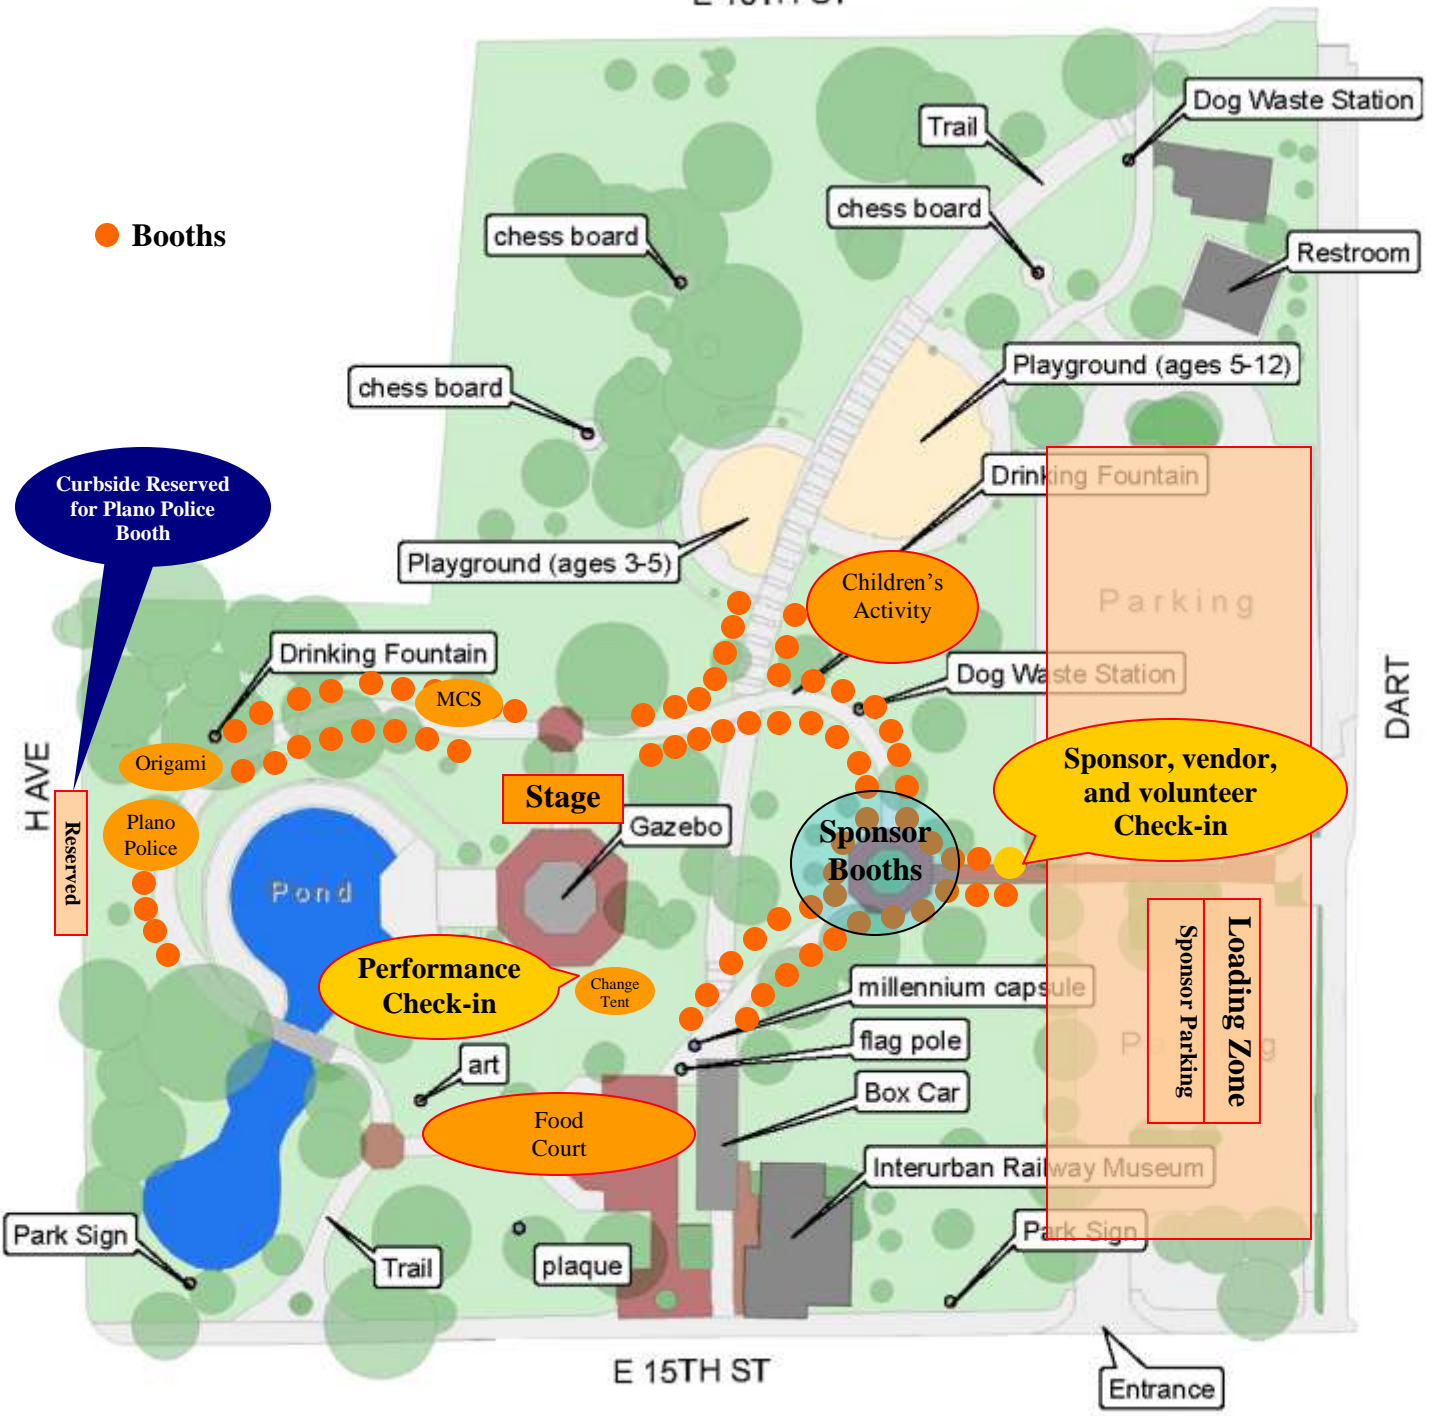 Dog Waste Station
Trail
chess board
chess board
Booths
Restroom
Playground (ages 5-12)
chess board
Drinking Fountain
Curbside Reserved
for Plano Police
Booth
Playground (ages 3-5)
Children's
Activity
Parking
Drinking Fountain
Dog Waste Station
MCS
DART
Origami
H AVE
Reserved
Plano
Police
Stage
Gazebo
Sponsor, vendor,
and volunteer
Check-in
Sponsor
Booths
Pond
Performance
Check-in
Change
Tent
millennium capsule
Loading Zone
Sponsor Parking
flag pole
art
Box Car
Food
Court
Interurban Railway Museum
Park Sign
Park Sign
Trail
plaque
E 15TH ST
Entrance